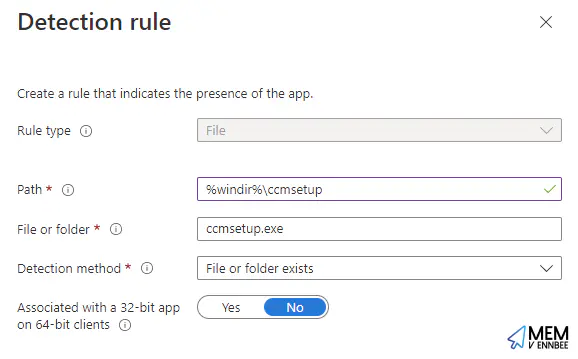 Detection rule
Create a rule that indicates the presence of the app.
Rule type
File
Path *
%windir%\ccmsetup
File or folder *
ccmsetup.exe
Detection method *
File or folder exists
Associated with a 32-bit app
on 64-bit clients
Yes
No
MEM
V ENNBEE